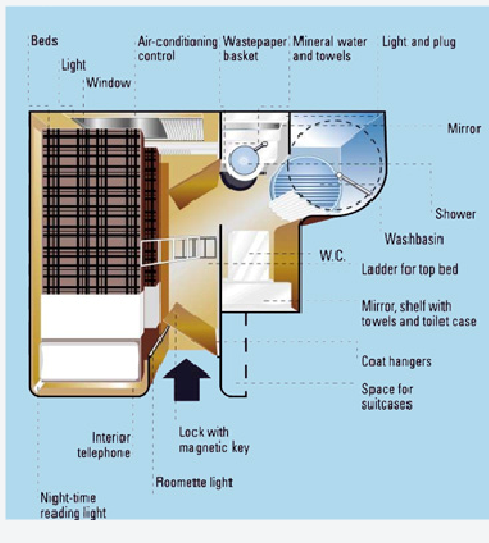 Beds
Light
Window
Air-conditioning
control
Wastepaper
basket
Mineral water
and towels
Light and plug
Mirror
Shower
Washbasin
W.C.
Ladder for top bed
Mirror, shelf with
towels and toilet case
Coat hangers
Space for
suitcases
Interior
telephone
Lock with
magnetic key
Roomette light
Night-time
reading light